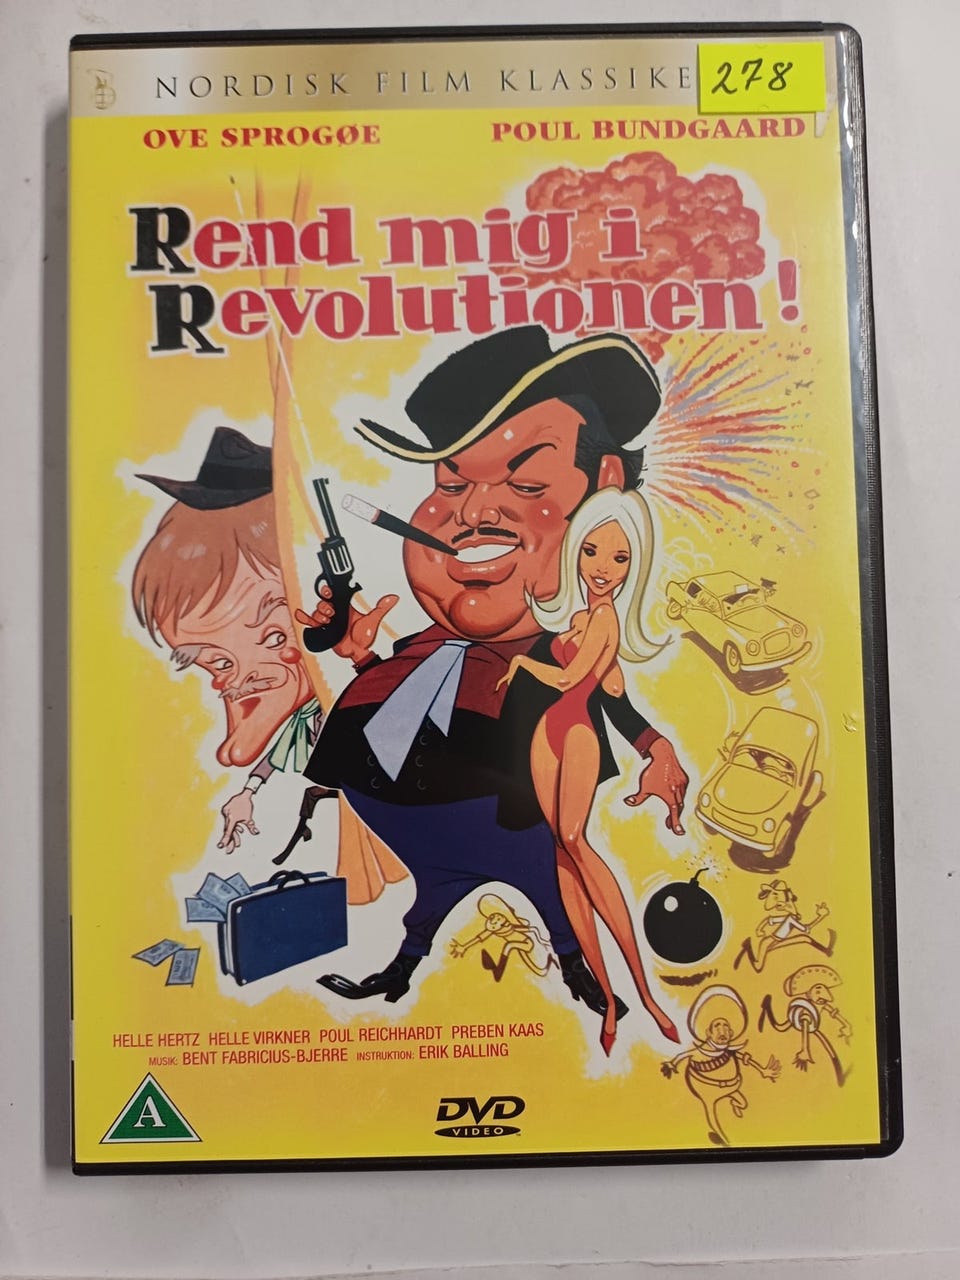 NORDISK FILM KLASSIKE
278
OVE SPROGØE POUL BUNDGAARD
Rend mig i
Revolutionen!
HELLE HERTZ HELLE VIRKNER POUL REICHHARDT PREBEN KAAS
MUSIK: BENT FABRICIUS-BJERRE INSTRUKTION: ERIK BALLING
A
DVD
VIDEO